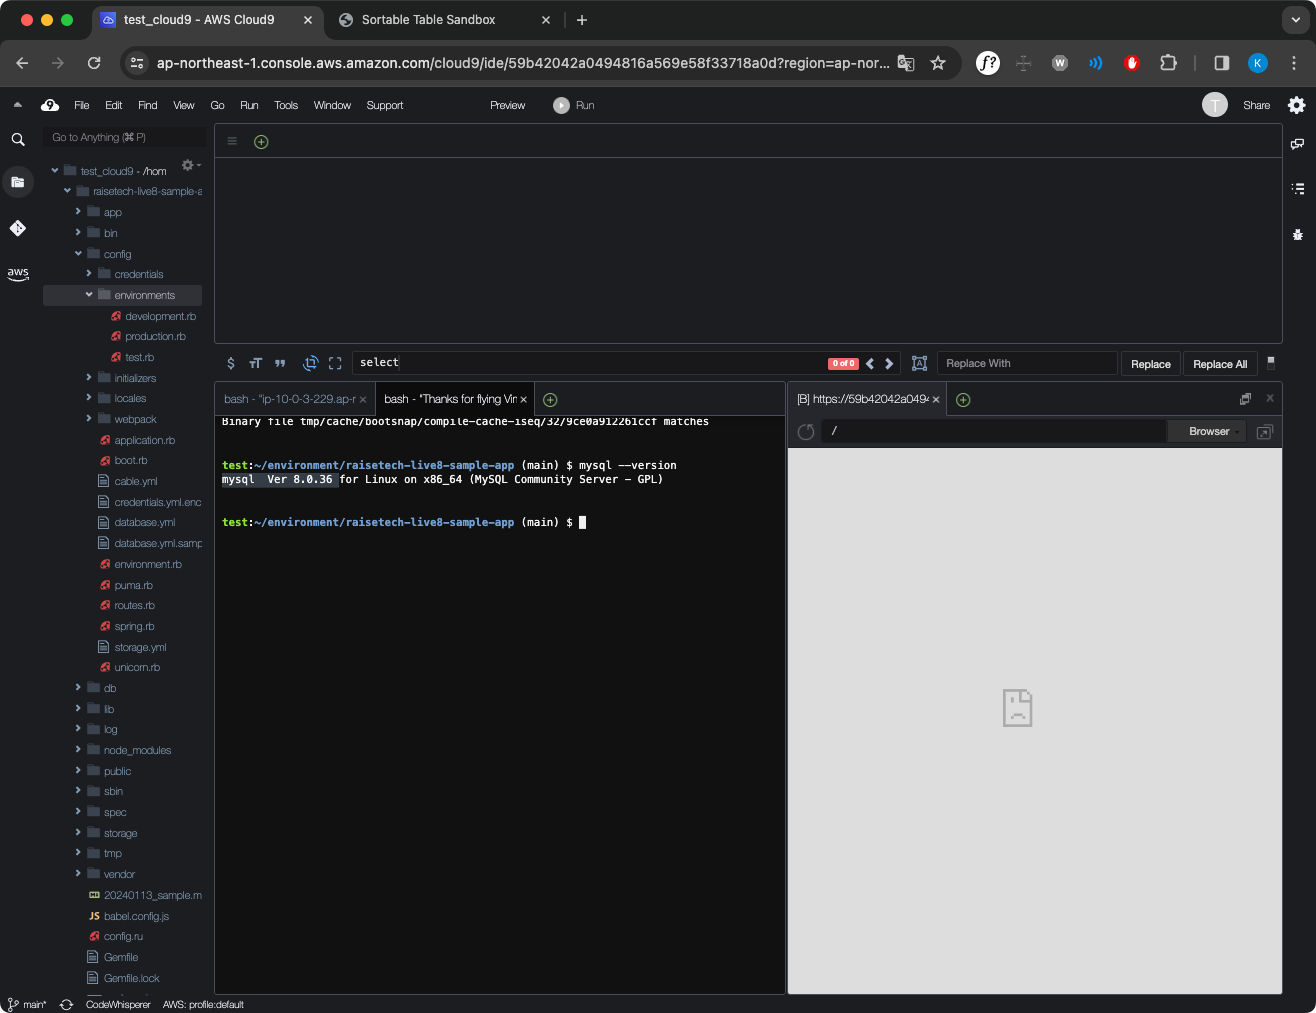 test_cloud9 - AWS Cloud9
Sortable Table Sandbox
ap-northeast-1.console.aws.amazon.com/cloud9/ide/59b42042a0494816a569e58f33718a0d?region=ap-nor...
f?
W
K
9 File Edit Find View Go Run Tools Window Support Preview Run T Share
Go to Anything (⌘ P)
test_cloud9 - /hom
raisetech-live8-sample-a
app
bin
config
credentials
environments
development.rb
production.rb
test.rb
initializers
locales
webpack
application.rb
boot.rb
cable.yml
credentials.yml.enc
database.yml
database.yml.samp
environment.rb
puma.rb
routes.rb
spring.rb
storage.yml
unicorn.rb
db
lib
log
node_modules
public
sbin
spec
storage
tmp
vendor
20240113_sample.m
JS babel.config.js
config.ru
Gemfile
Gemfile.lock
aws
select
0 of 0
Replace With
Replace
Replace All
bash - "ip-10-0-3-229.ap-r
bash - "Thanks for flying Vim
Binary file tmp/cache/bootsnap/compile-cache-iseq/32/9ce0a912261ccf matches
test:~/environment/raisetech-live8-sample-app (main) $ mysql --version
mysql  Ver 8.0.36 for Linux on x86_64 (MySQL Community Server - GPL)
test:~/environment/raisetech-live8-sample-app (main) $
[B] https://59b42042a0494
/
Browser
main* CodeWhisperer AWS: profile:default